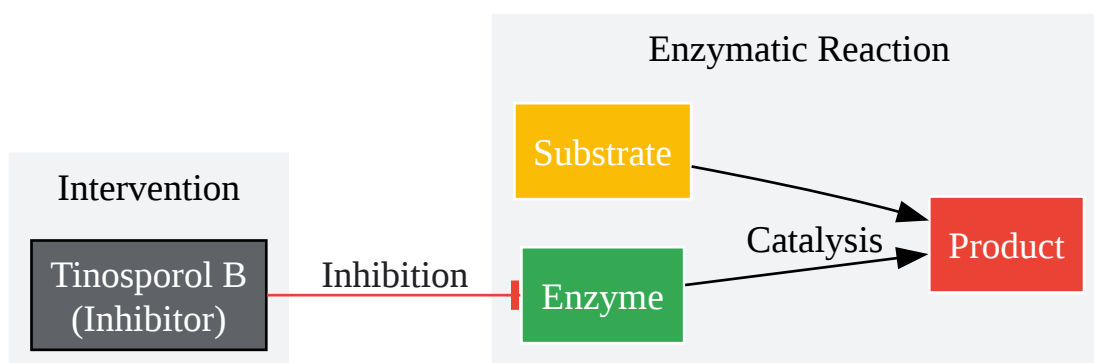 Enzymatic Reaction
Substrate
Intervention
Catalysis
Product
Tinosporol B
(Inhibitor)
Inhibition
Enzyme